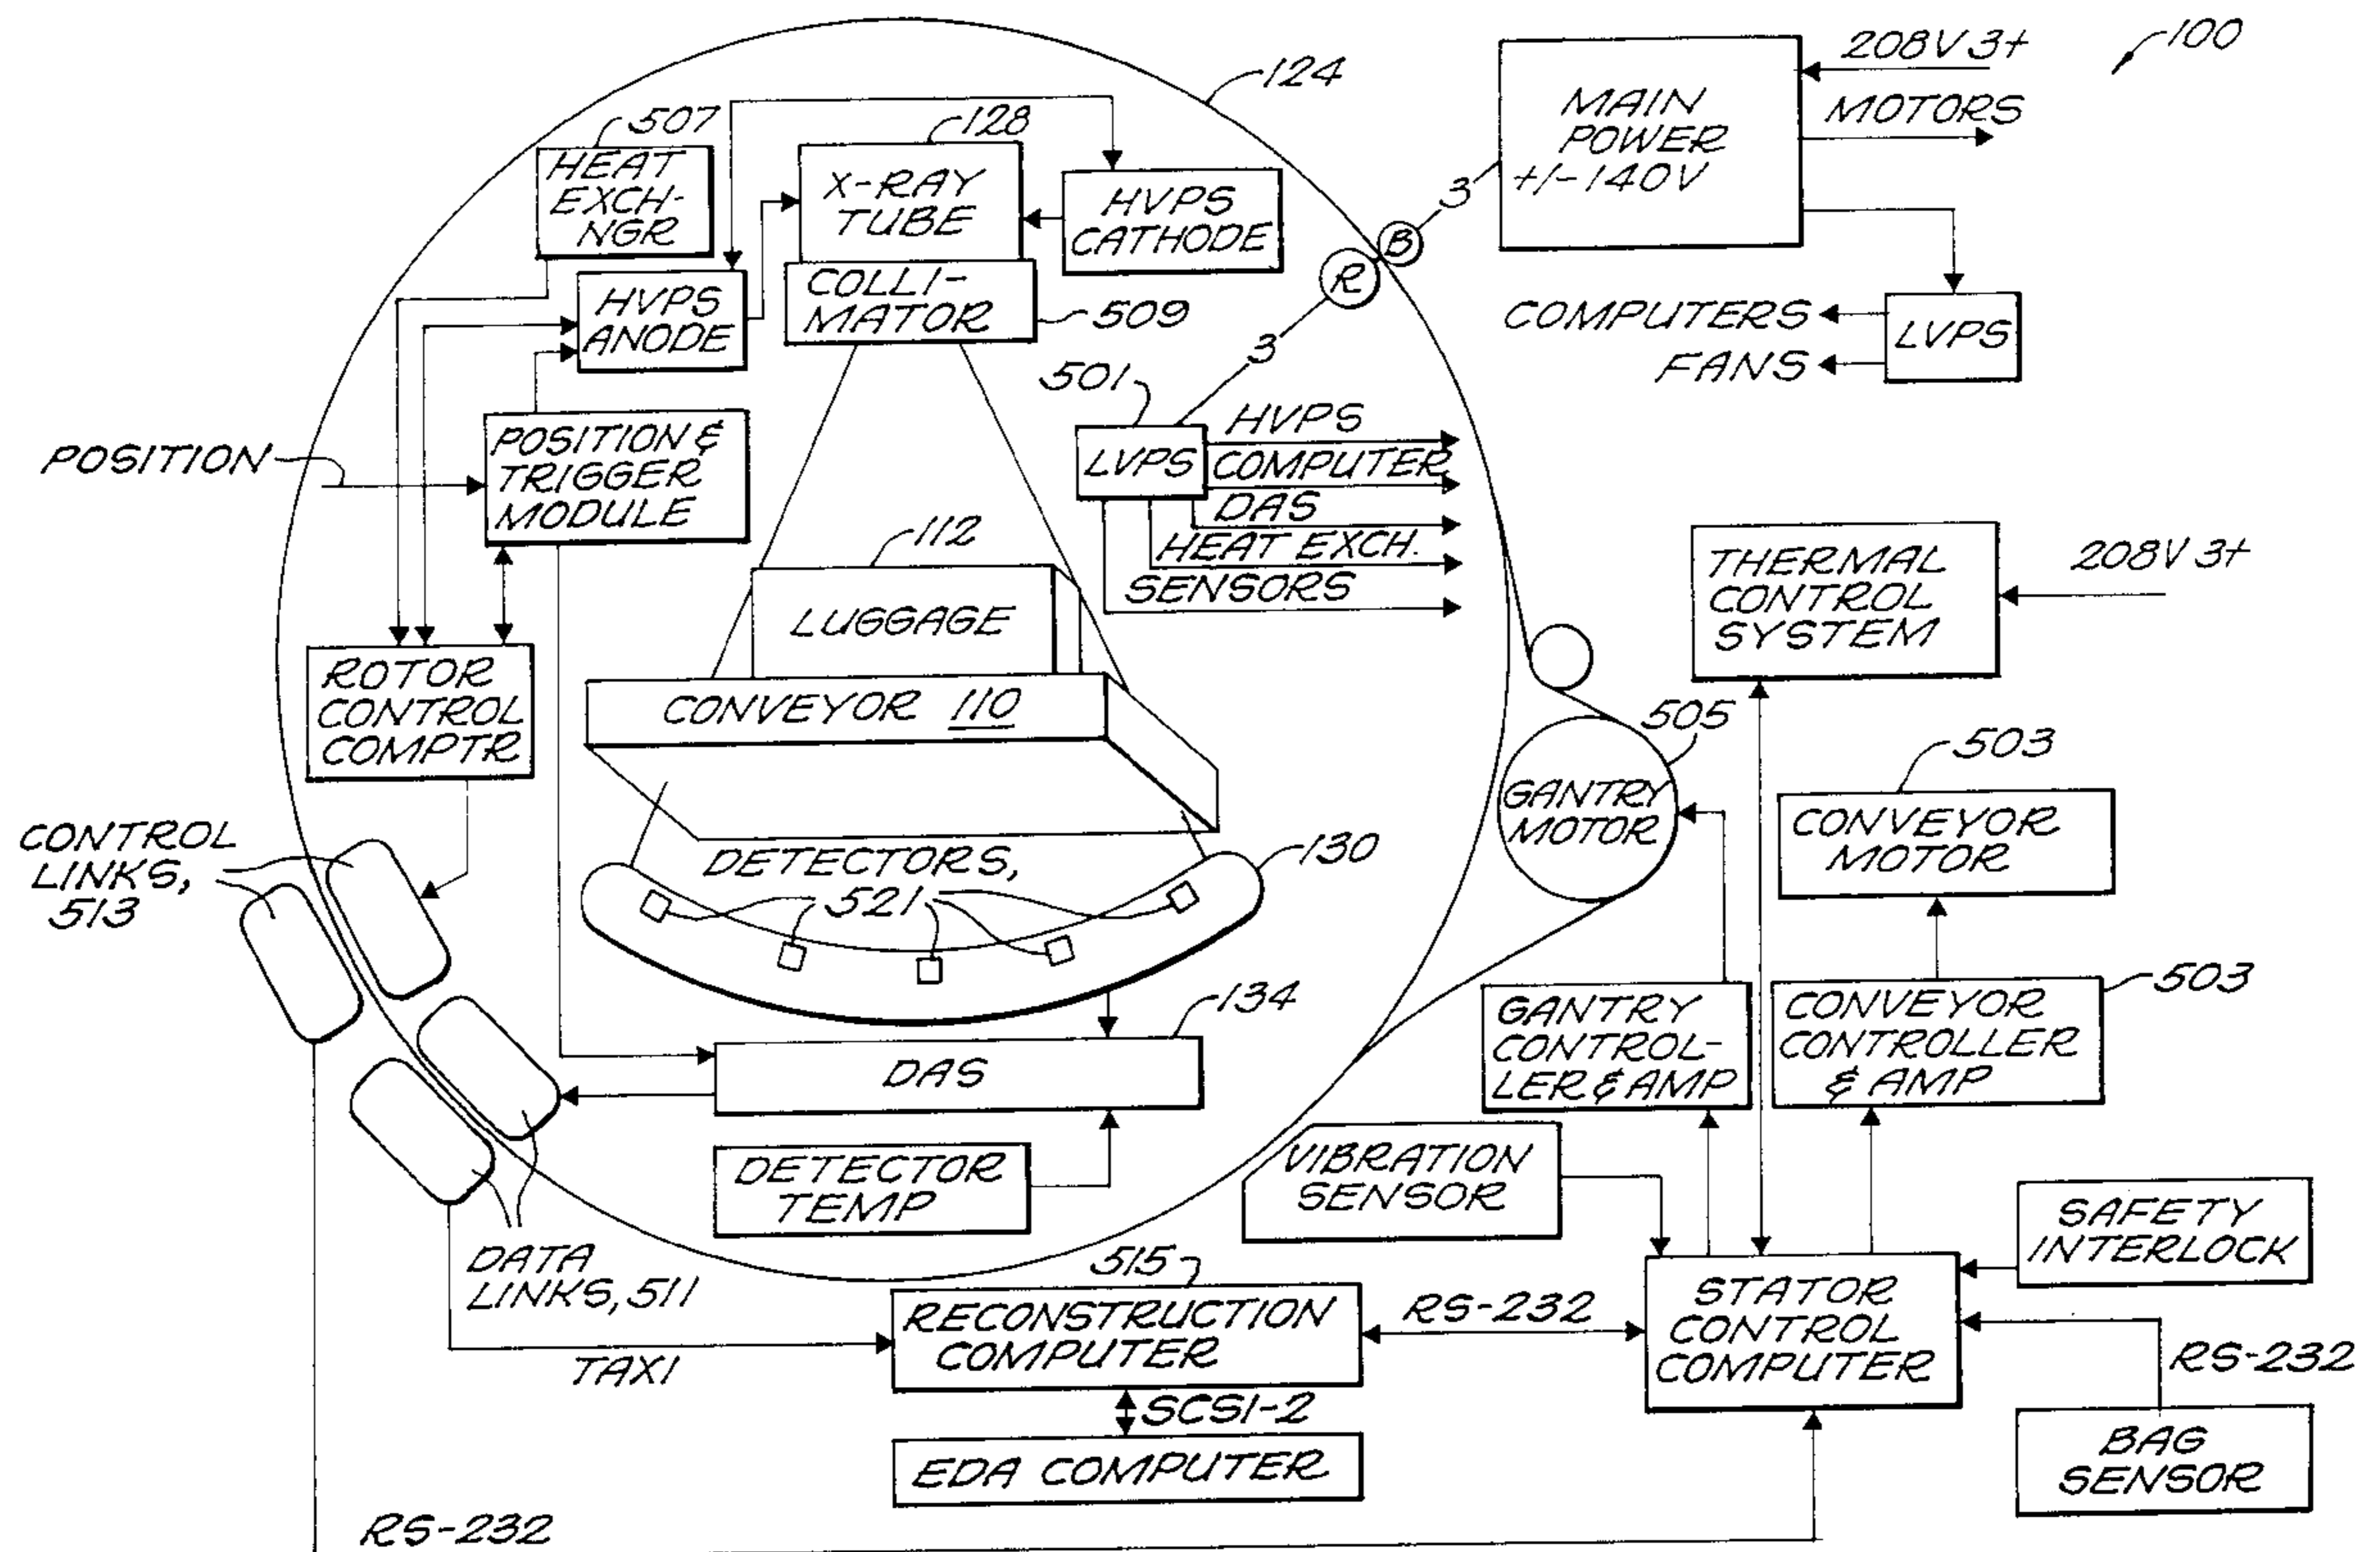 100
208V 3+
MOTORS
MAIN
POWER
+/-140V
3
124
507
128
HEAT
EXCH-
NGR
X-RAY
TUBE
HVPS
CATHODE
B
R
3
HVPS
ANODE
COLLI-
MATOR
509
COMPUTERS
FANS
LVPS
501
LVPS
HVPS
COMPUTER
DAS
HEAT EXCH.
SENSORS
POSITION
POSITION &
TRIGGER
MODULE
112
LUGGAGE
THERMAL
CONTROL
SYSTEM
208V 3+
ROTOR
CONTROL
COMPTR
CONVEYOR 110
505
GANTRY
MOTOR
503
CONVEYOR
MOTOR
CONTROL
LINKS,
513
DETECTORS,
521
130
134
DAS
GANTRY
CONTROL-
LER & AMP
503
CONVEYOR
CONTROLLER
& AMP
DETECTOR
TEMP
VIBRATION
SENSOR
SAFETY
INTERLOCK
DATA
LINKS, 511
515
RECONSTRUCTION
COMPUTER
RS-232
STATOR
CONTROL
COMPUTER
TAXI
RS-232
SCSI-2
EDA COMPUTER
BAG
SENSOR
RS-232